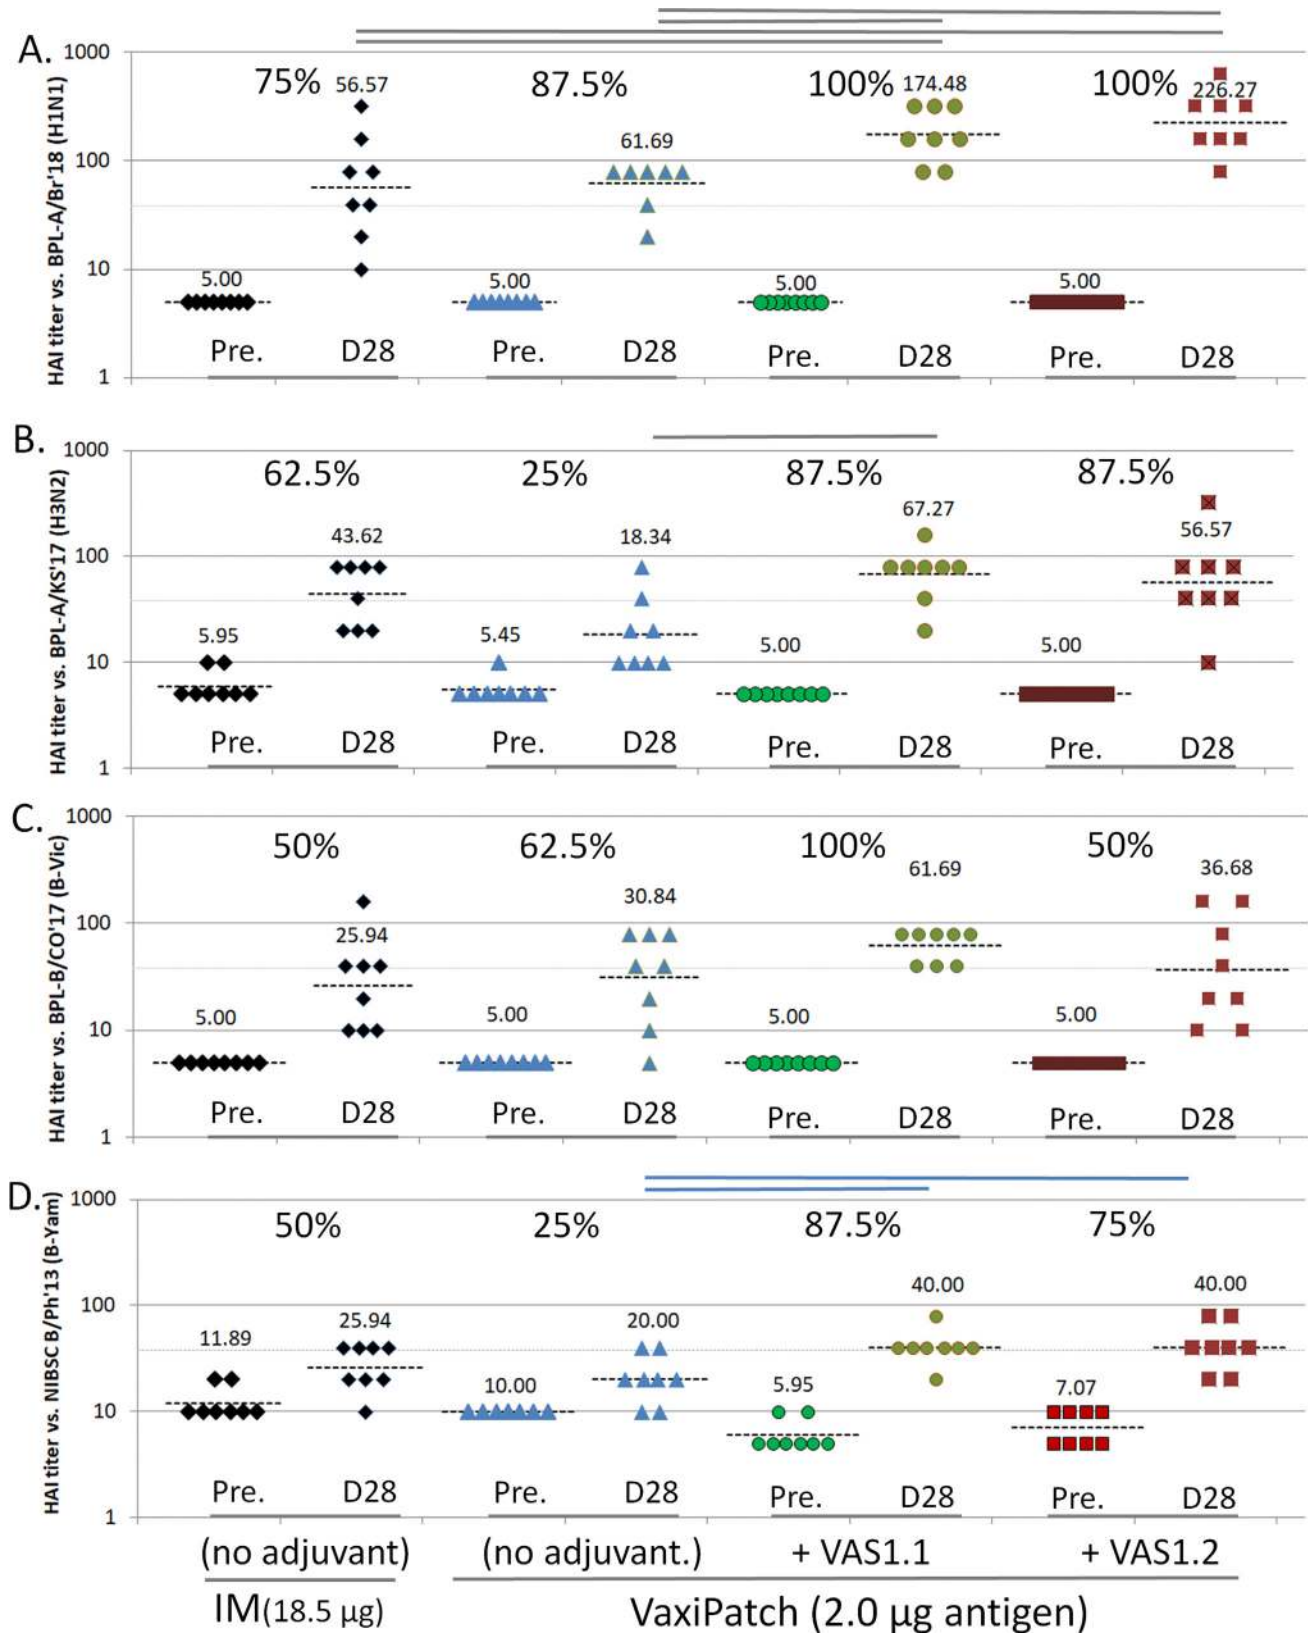 A.
HAI titer vs. BPL-A/Br'18 (H1N1)
1000
100
10
1
75%
56.57
87.5%
61.69
100%
174.48
100%
226.27
5.00
5.00
5.00
5.00
Pre.
D28
Pre.
D28
Pre.
D28
Pre.
D28
B.
HAI titer vs. BPL-A/KS'17 (H3N2)
1000
100
10
1
62.5%
25%
87.5%
87.5%
43.62
18.34
67.27
56.57
5.95
5.45
5.00
5.00
Pre.
D28
Pre.
D28
Pre.
D28
Pre.
D28
C.
HAI titer vs. BPL-B/CO'17 (B-Vic)
1000
100
10
1
50%
62.5%
100%
50%
25.94
30.84
61.69
36.68
5.00
5.00
5.00
5.00
Pre.
D28
Pre.
D28
Pre.
D28
Pre.
D28
D.
HAI titer vs. NIBSC B/Ph'13 (B-Yam)
1000
100
10
1
50%
25%
87.5%
75%
11.89
25.94
10.00
20.00
5.95
40.00
7.07
40.00
Pre.
D28
Pre.
D28
Pre.
D28
Pre.
D28
(no adjuvant)
(no adjuvant.)
+ VAS1.1
+ VAS1.2
IM(18.5 µg)
VaxiPatch (2.0 µg antigen)